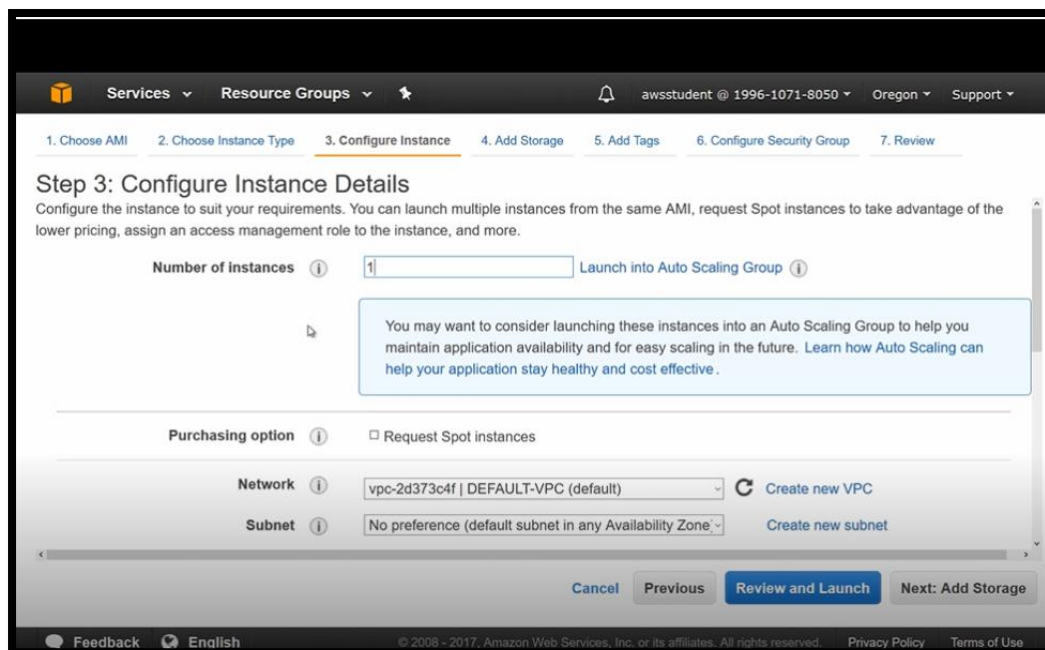 Services Resource Groups awsstudent @ 1996-1071-8050 Oregon Support
1. Choose AMI 2. Choose Instance Type 3. Configure Instance 4. Add Storage 5. Add Tags 6. Configure Security Group 7. Review
Step 3: Configure Instance Details
Configure the instance to suit your requirements. You can launch multiple instances from the same AMI, request Spot instances to take advantage of the
lower pricing, assign an access management role to the instance, and more.
Number of instances 1 Launch into Auto Scaling Group
You may want to consider launching these instances into an Auto Scaling Group to help you
maintain application availability and for easy scaling in the future. Learn how Auto Scaling can
help your application stay healthy and cost effective.
Purchasing option Request Spot instances
Network vpc-2d373c4f | DEFAULT-VPC (default) Create new VPC
Subnet No preference (default subnet in any Availability Zone Create new subnet
Cancel Previous Review and Launch Next: Add Storage
Feedback English © 2008 - 2017, Amazon Web Services, Inc. or its affiliates. All rights reserved. Privacy Policy Terms of Use